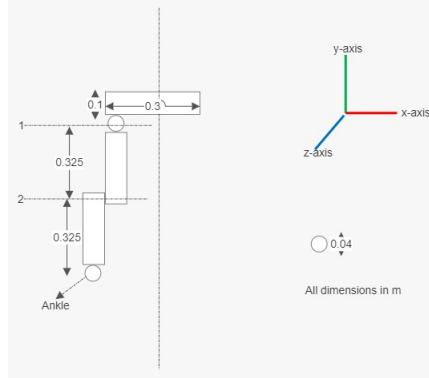 y-axis
0.1
0.3
x-axis
1
z-axis
0.325
2
0.325
0.04
All dimensions in m
Ankle